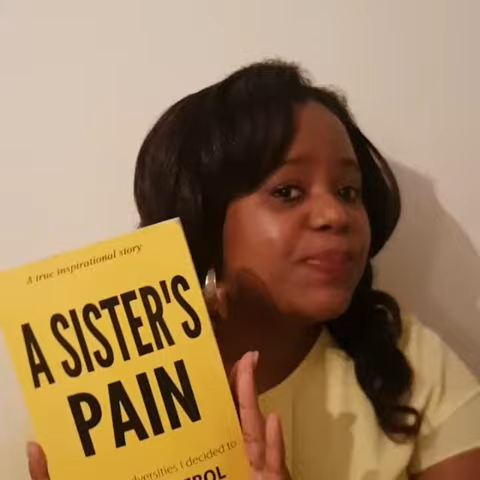 A true inspirational story
A SISTER'S
PAIN
adversities I decided to